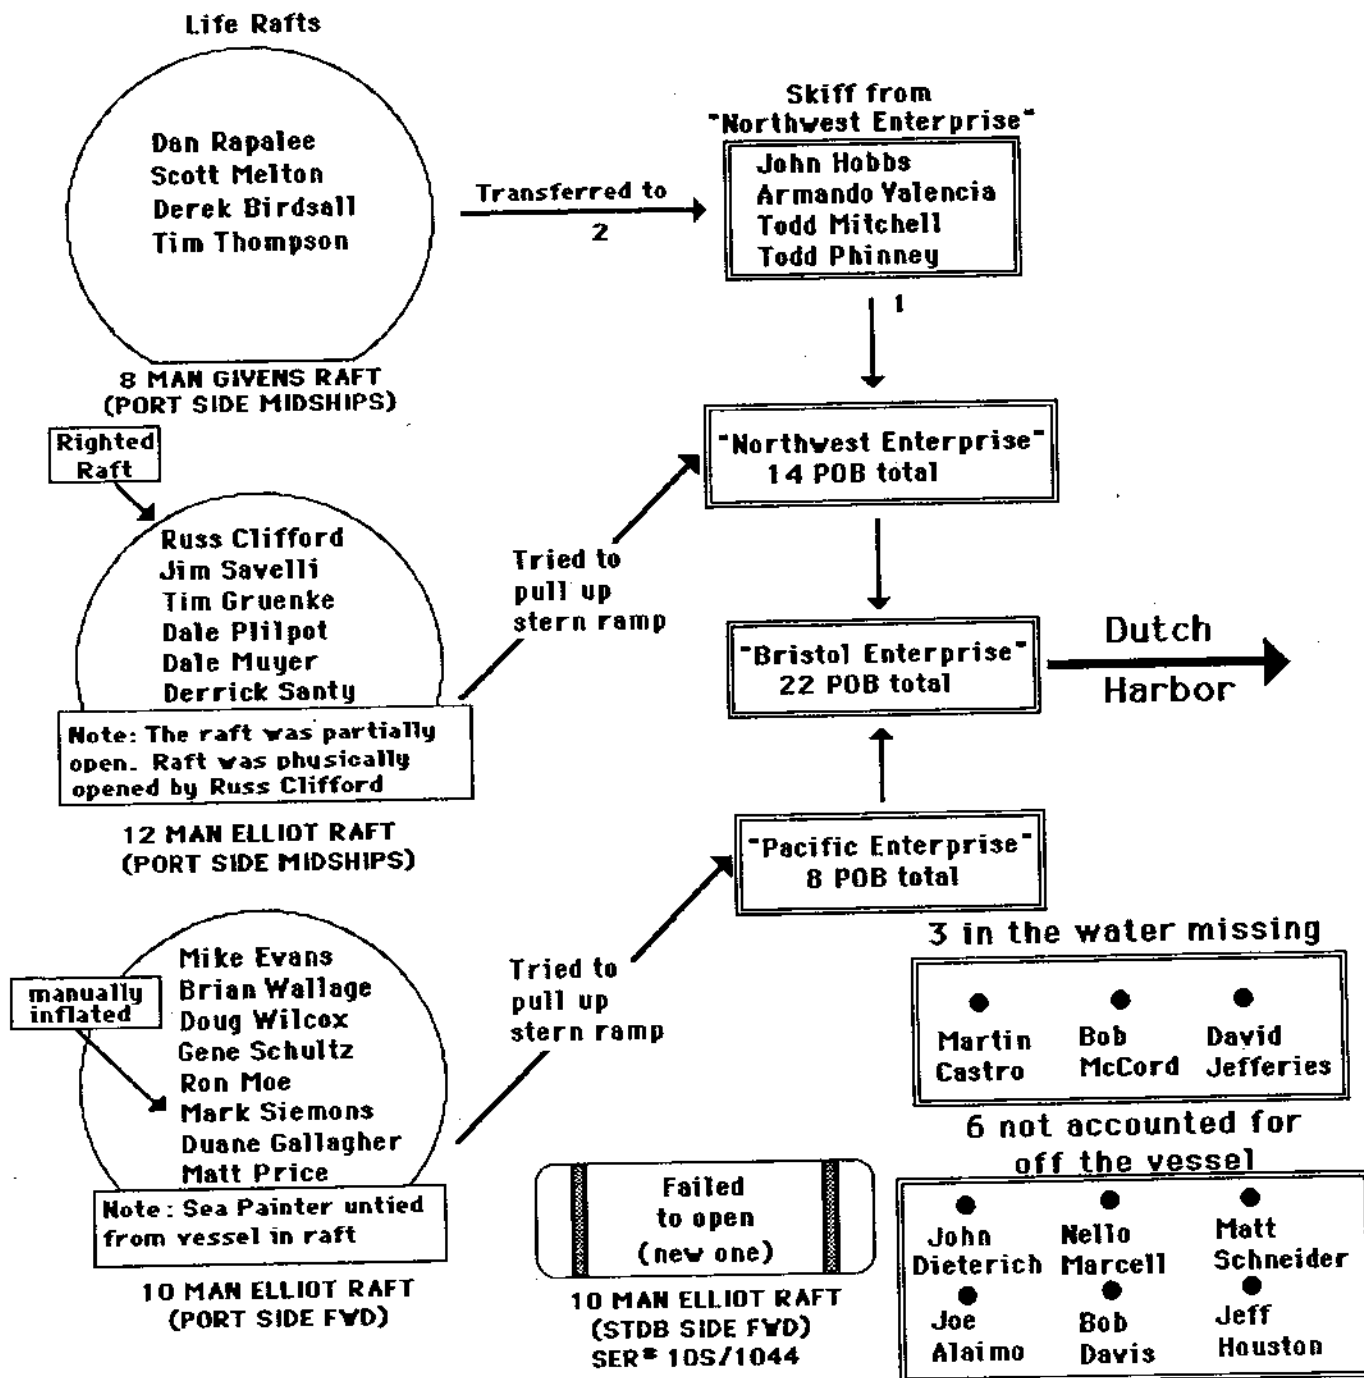 Life Rafts
Dan Rapalee
Scott Melton
Derek Birdsall
Tim Thompson
8 MAN GIVENS RAFT
(PORT SIDE MIDSHIPS)
Transferred to
2
Skiff from
"Northwest Enterprise"
John Hobbs
Armando Valencia
Todd Mitchell
Todd Phinney
1
Righted
Raft
Russ Clifford
Jim Savelli
Tim Gruenke
Dale Plilpot
Dale Muyer
Derrick Santy
Note: The raft was partially
open. Raft was physically
opened by Russ Clifford
12 MAN ELLIOT RAFT
(PORT SIDE MIDSHIPS)
Tried to
pull up
stern ramp
"Northwest Enterprise"
14 POB total
"Bristol Enterprise"
22 POB total
Dutch
Harbor
"Pacific Enterprise"
8 POB total
manually
inflated
Mike Evans
Brian Wallage
Doug Wilcox
Gene Schultz
Ron Moe
Mark Siemons
Duane Gallagher
Matt Price
Note: Sea Painter untied
from vessel in raft
10 MAN ELLIOT RAFT
(PORT SIDE FWD)
Tried to
pull up
stern ramp
Failed
to open
(new one)
10 MAN ELLIOT RAFT
(STDB SIDE FWD)
SER# 10S/1044
3 in the water missing
Martin Castro
Bob McCord
David Jefferies
6 not accounted for
off the vessel
John Dieterich
Nello Marcell
Matt Schneider
Joe Alaimo
Bob Davis
Jeff Houston